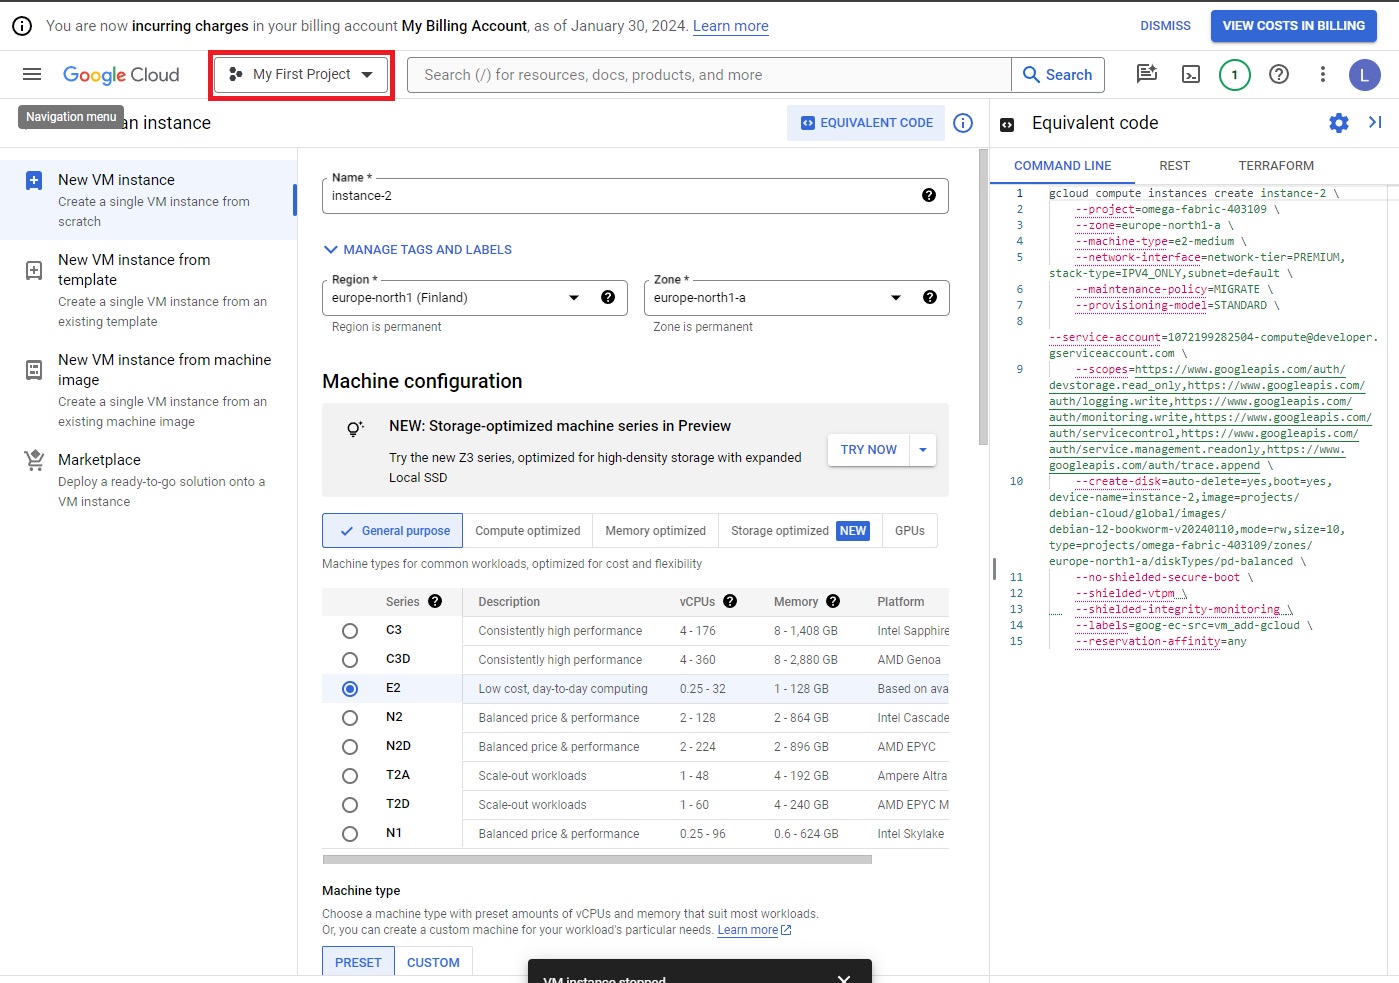 You are now incurring charges in your billing account My Billing Account, as of January 30, 2024. Learn more
DISMISS
VIEW COSTS IN BILLING
Google Cloud
My First Project
Search (/) for resources, docs, products, and more
Search
1
L
Navigation menu
an instance
EQUIVALENT CODE
New VM instance
Create a single VM instance from
scratch
New VM instance from
template
Create a single VM instance from an
existing template
New VM instance from machine
image
Create a single VM instance from an
existing machine image
Marketplace
Deploy a ready-to-go solution onto a
VM instance
Name *
instance-2
MANAGE TAGS AND LABELS
Region *
europe-north1 (Finland)
Region is permanent
Zone *
europe-north1-a
Zone is permanent
Machine configuration
NEW: Storage-optimized machine series in Preview
Try the new Z3 series, optimized for high-density storage with expanded
Local SSD
TRY NOW
General purpose
Compute optimized
Memory optimized
Storage optimized NEW
GPUs
Machine types for common workloads, optimized for cost and flexibility
Series Description vCPUs Memory Platform
C3 Consistently high performance 4 - 176 8 - 1,408 GB Intel Sapphire
C3D Consistently high performance 4 - 360 8 - 2,880 GB AMD Genoa
E2 Low cost, day-to-day computing 0.25 - 32 1 - 128 GB Based on ava
N2 Balanced price & performance 2 - 128 2 - 864 GB Intel Cascade
N2D Balanced price & performance 2 - 224 2 - 896 GB AMD EPYC
T2A Scale-out workloads 1 - 48 4 - 192 GB Ampere Altra
T2D Scale-out workloads 1 - 60 4 - 240 GB AMD EPYC M
N1 Balanced price & performance 0.25 - 96 0.6 - 624 GB Intel Skylake
Machine type
Choose a machine type with preset amounts of vCPUs and memory that suit most workloads.
Or, you can create a custom machine for your workload's particular needs. Learn more
PRESET
CUSTOM
VM instance stopped
Equivalent code
COMMAND LINE
REST
TERRAFORM
1 gcloud compute instances create instance-2 \
2 --project=omega-fabric-403109 \
3 --zone=europe-north1-a \
4 --machine-type=e2-medium \
5 --network-interface=network-tier=PREMIUM,
stack-type=IPV4_ONLY,subnet=default \
6 --maintenance-policy=MIGRATE \
7 --provisioning-model=STANDARD \
8
--service-account=1072199282504-compute@developer.
gserviceaccount.com \
9 --scopes=https://www.googleapis.com/auth/
devstorage.read_only,https://www.googleapis.com/
auth/logging.write,https://www.googleapis.com/
auth/monitoring.write,https://www.googleapis.com/
auth/servicecontrol,https://www.googleapis.com/
auth/service.management.readonly,https://www.
googleapis.com/auth/trace.append \
10 --create-disk=auto-delete=yes,boot=yes,
device-name=instance-2,image=projects/
debian-cloud/global/images/
debian-12-bookworm-v20240110,mode=rw,size=10,
type=projects/omega-fabric-403109/zones/
europe-north1-a/diskTypes/pd-balanced \
11 --no-shielded-secure-boot \
12 --shielded-vtpm \
13 --shielded-integrity-monitoring \
14 --labels=goog-ec-src=vm_add-gcloud \
15 --reservation-affinity=any